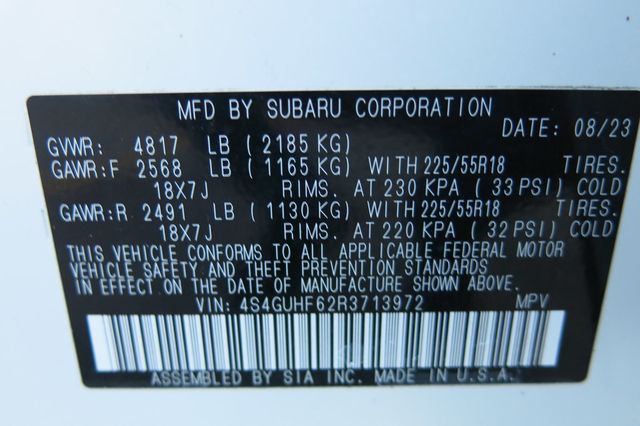 MFD BY SUBARU CORPORATION
DATE: 08/23
GVWR: 4817 LB (2185 KG)
GAWR:F 2568 LB (1165 KG) WITH 225/55R18 TIRES.
18X7J RIMS. AT 230 KPA (33 PSI) COLD
GAWR:R 2491 LB (1130 KG) WITH 225/55R18 TIRES.
18X7J RIMS. AT 220 KPA (32 PSI) COLD
THIS VEHICLE CONFORMS TO ALL APPLICABLE FEDERAL MOTOR
VEHICLE SAFETY AND THEFT PREVENTION STANDARDS
IN EFFECT ON THE DATE OF MANUFACTURE SHOWN ABOVE.
VIN: 4S4GUHF62R3713972 MPV
ASSEMBLED BY SIA INC. MADE IN U.S.A.